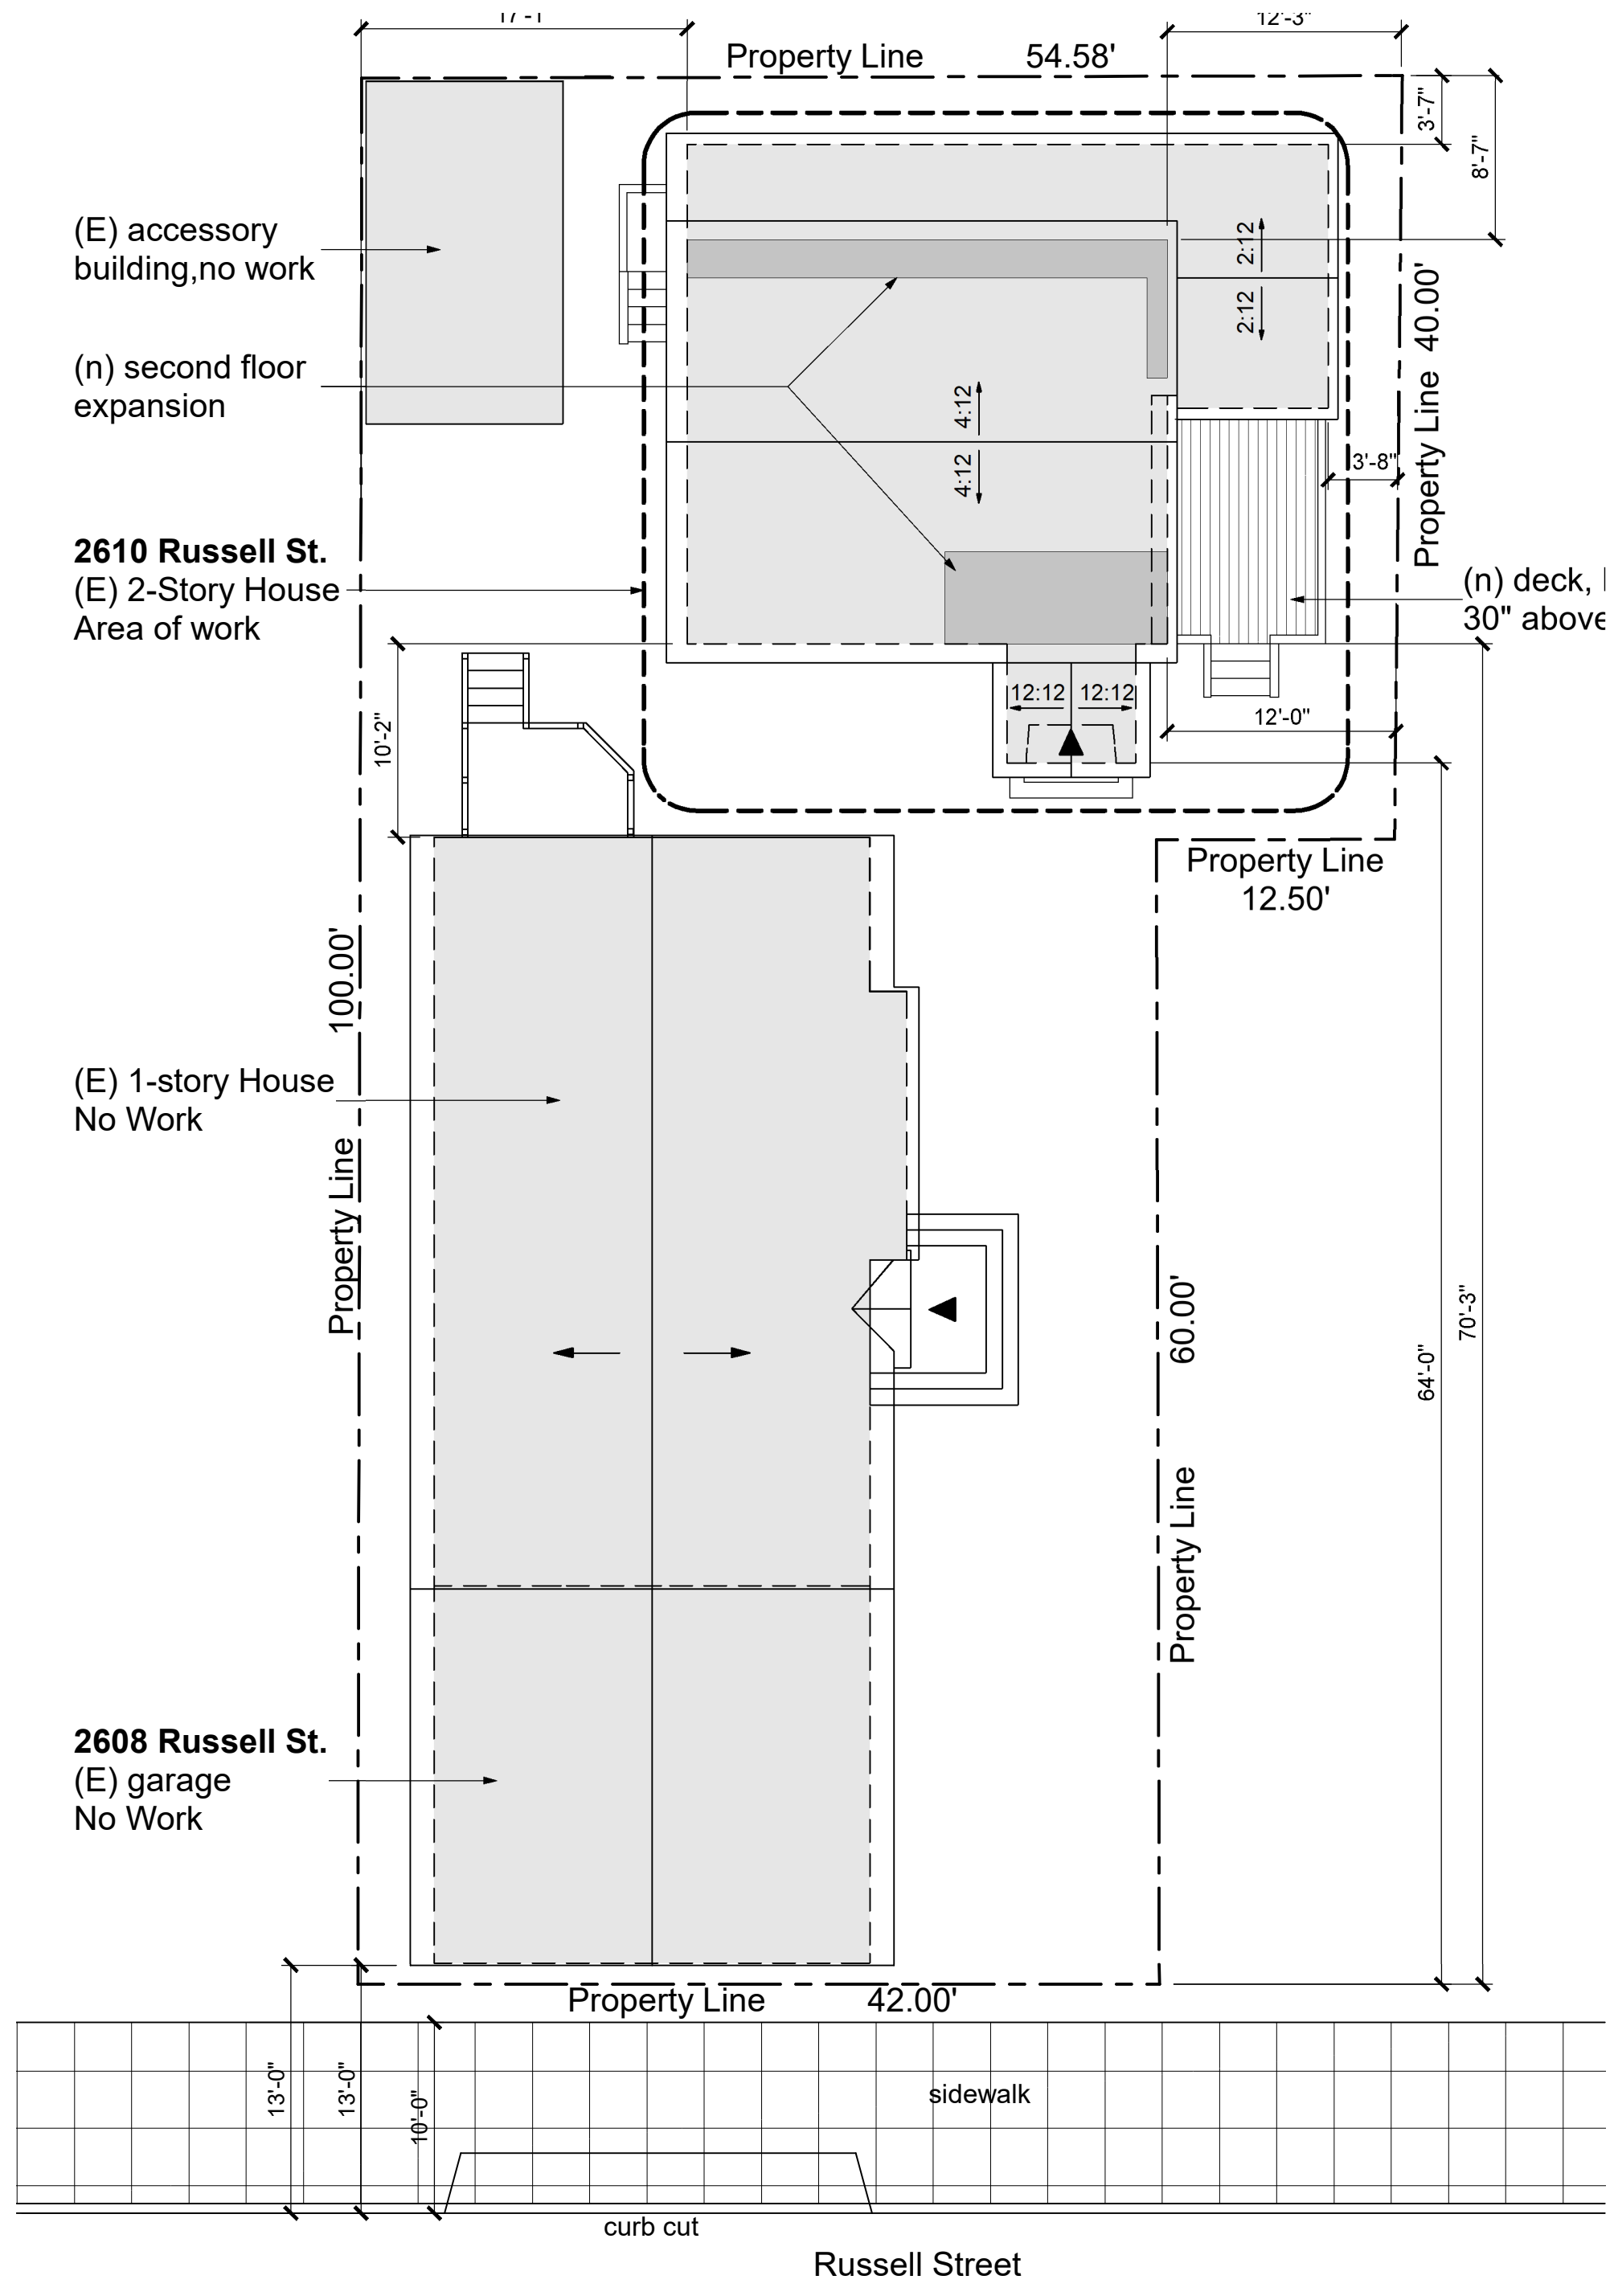 17'-1
12'-3"
Property Line 54.58'
3'-7"
8'-7"
(E) accessory
building,no work
2:12
2:12
Property Line 40.00'
(n) second floor
expansion
4:12
4:12
3'-8"
2610 Russell St.
(E) 2-Story House
Area of work
(n) deck,
30" above
10'-2"
12:12 12:12
12'-0"
Property Line
12.50'
Property Line 100.00'
(E) 1-story House
No Work
Property Line 60.00'
64'-0"
70'-3"
2608 Russell St.
(E) garage
No Work
Property Line 42.00'
13'-0"
13'-0"
10'-0"
sidewalk
curb cut
Russell Street